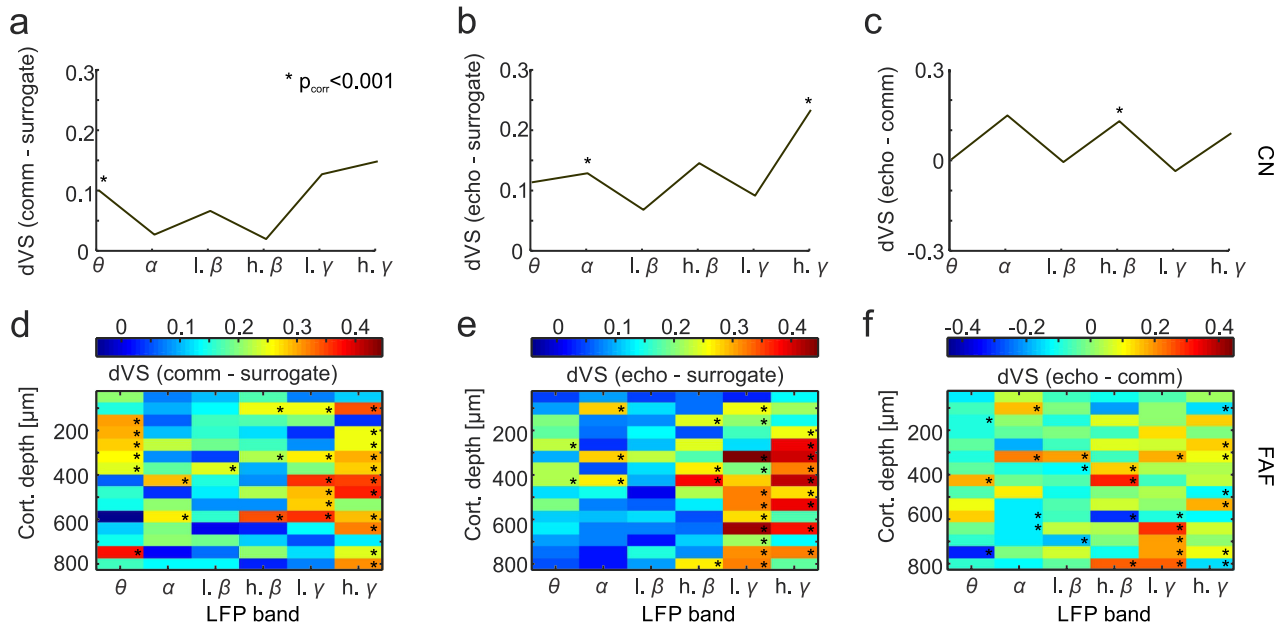 a
b
c
dVS (comm - surrogate)
0.3
0.2
0.1
0
* p_corr<0.001
*
θ α l. β h. β l. γ h. γ
dVS (echo - surrogate)
0.3
0.2
0.1
0
*
*
θ α l. β h. β l. γ h. γ
dVS (echo - comm)
0.3
0
-0.3
*
θ α l. β h. β l. γ h. γ
CN
d
0 0.1 0.2 0.3 0.4
dVS (comm - surrogate)
Cort. depth [µm]
200
400
600
800
θ α l. β h. β l. γ h. γ
LFP band
e
0 0.1 0.2 0.3 0.4
dVS (echo - surrogate)
Cort. depth [µm]
200
400
600
800
θ α l. β h. β l. γ h. γ
LFP band
f
-0.4 -0.2 0 0.2 0.4
dVS (echo - comm)
Cort. depth [µm]
200
400
600
800
θ α l. β h. β l. γ h. γ
LFP band
FAF